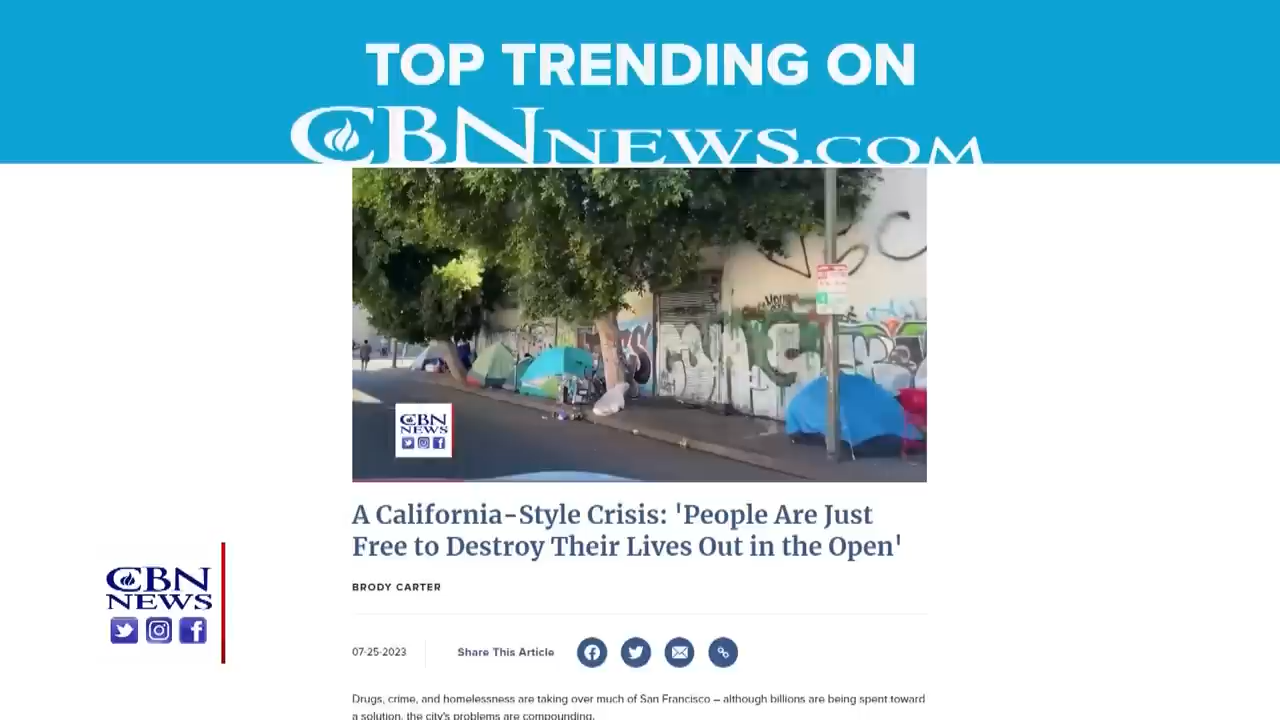 TOP TRENDING ON
CBNNEWS.COM
CBN
NEWS
A California-Style Crisis: 'People Are Just
Free to Destroy Their Lives Out in the Open'
BRODY CARTER
CBN
NEWS
07-25-2023
Share This Article
Drugs, crime, and homelessness are taking over much of San Francisco – although billions are being spent toward
a solution, the city's problems are compounding.